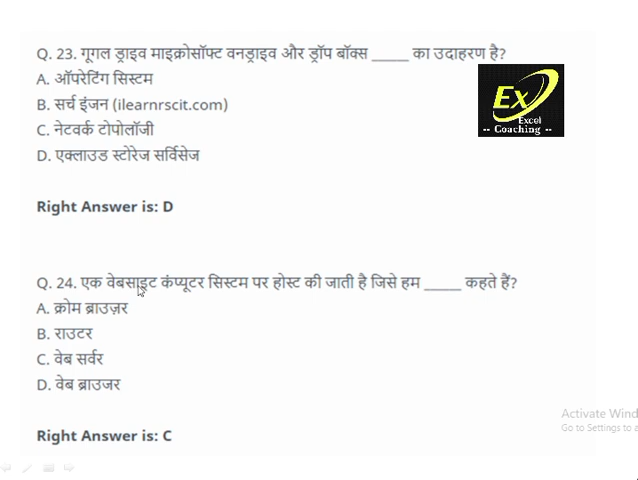 Q. 23. गूगल ड्राइव माइक्रोसॉफ्ट वनड्राइव और ड्रॉप बॉक्स _____ का उदाहरण है?
A. ऑपरेटिंग सिस्टम
B. सर्च इंजन (ilearnrscit.com)
C. नेटवर्क टोपोलॉजी
D. एक्लाउड स्टोरेज सर्विसेज
Ex
Excel
-- Coaching --
Right Answer is: D
Q. 24. एक वेबसाइट कंप्यूटर सिस्टम पर होस्ट की जाती है जिसे हम _____ कहते हैं?
A. क्रोम ब्राउज़र
B. राउटर
C. वेब सर्वर
D. वेब ब्राउजर
Right Answer is: C
Activate Wind
Go to Settings to a